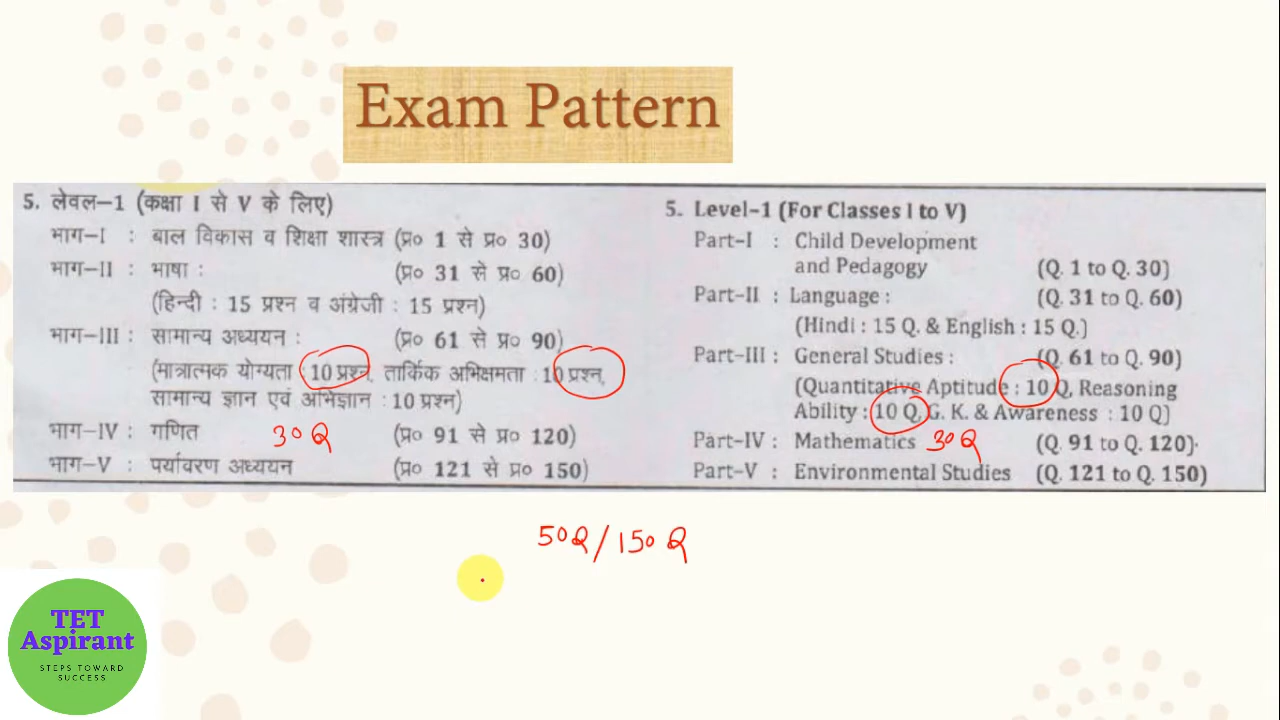 Exam Pattern
5. लेवल–1 (कक्षा I से V के लिए)
भाग–I : बाल विकास व शिक्षा शास्त्र (प्र० 1 से प्र० 30)
भाग–II : भाषा : (प्र० 31 से प्र० 60)
(हिन्दी : 15 प्रश्न व अंग्रेजी : 15 प्रश्न)
भाग–III : सामान्य अध्ययन : (प्र० 61 से प्र० 90)
(मात्रात्मक योग्यता : 10 प्रश्न, तार्किक अभिक्षमता : 10 प्रश्न,
सामान्य ज्ञान एवं अभिज्ञान : 10 प्रश्न)
भाग–IV : गणित 30 Q (प्र० 91 से प्र० 120)
भाग–V : पर्यावरण अध्ययन (प्र० 121 से प्र० 150)
5. Level–1 (For Classes I to V)
Part–I : Child Development
and Pedagogy (Q. 1 to Q. 30)
Part–II : Language : (Q. 31 to Q. 60)
(Hindi : 15 Q. & English : 15 Q.)
Part–III : General Studies : (Q. 61 to Q. 90)
(Quantitative Aptitude : 10 Q, Reasoning
Ability : 10 Q, G. K. & Awareness : 10 Q)
Part–IV : Mathematics 30 Q (Q. 91 to Q. 120)
Part–V : Environmental Studies (Q. 121 to Q. 150)
50Q/150 Q
TET
Aspirant
STEPS TOWARD
SUCCESS